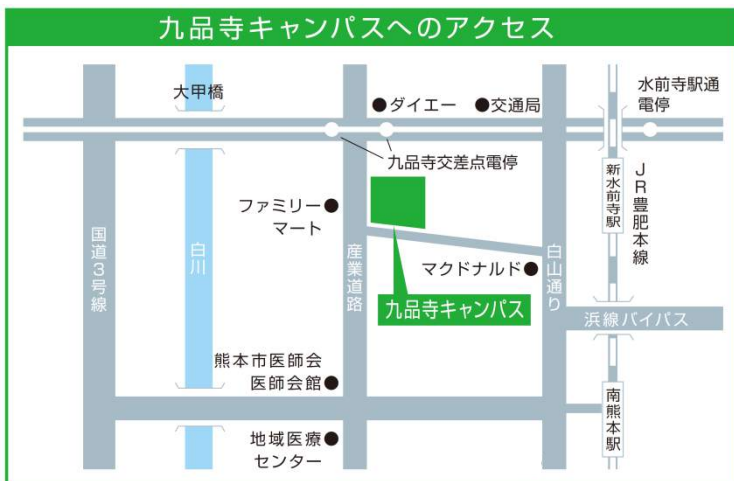 九品寺キャンパスへのアクセス
大甲橋
●ダイエー
●交通局
水前寺駅通
電停
九品寺交差点電停
ファミリー●
マート
新水前寺駅
JR豊肥本線
国道3号線
白川
産業道路
白山通り
マクドナルド●
九品寺キャンパス
浜線バイパス
熊本市医師会
医師会館●
南熊本駅
地域医療●
センター